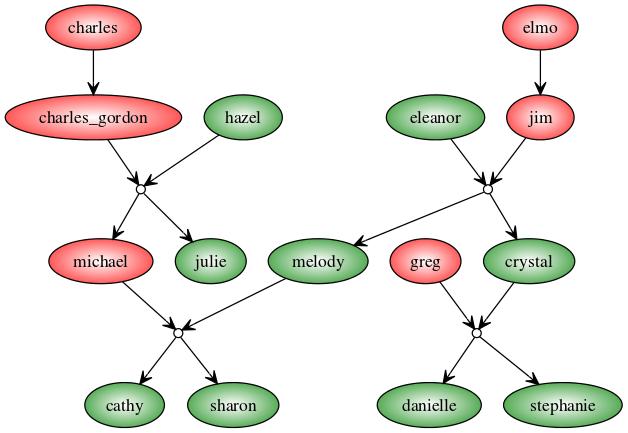 charles
elmo
charles_gordon
hazel
eleanor
jim
michael
julie
melody
greg
crystal
cathy
sharon
danielle
stephanie